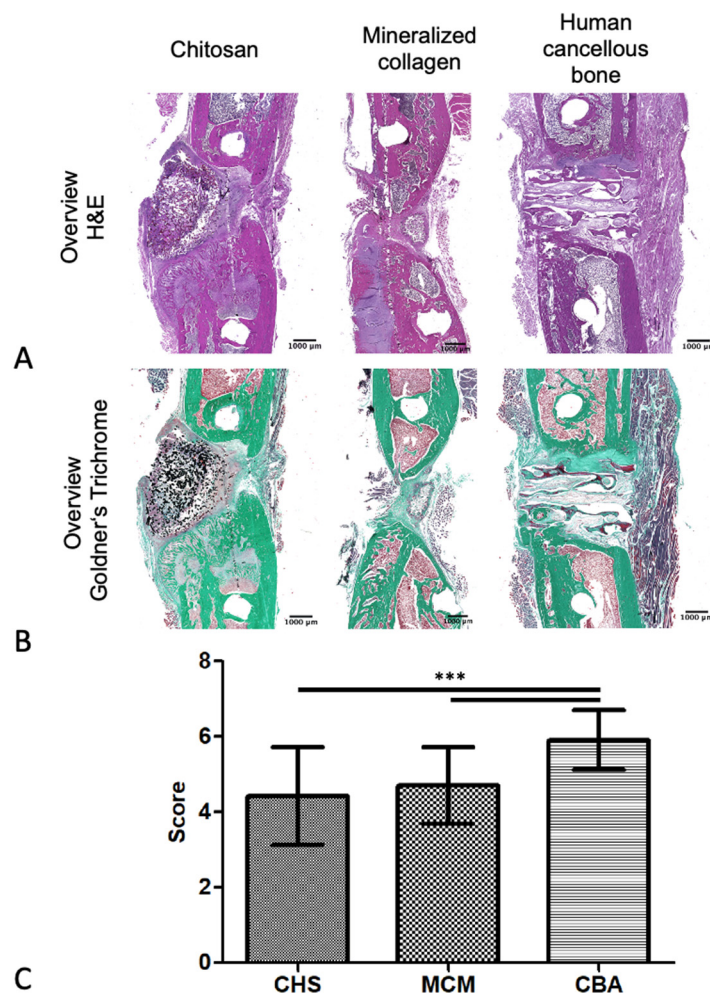 Chitosan
Mineralized
collagen
Human
cancellous
bone
Overview
H&E
1000 µm
1000 µm
1000 µm
A
Overview
Goldner's Trichrome
1000 µm
1000 µm
1000 µm
B
8
***
6
4
2
0
Score
CHS
MCM
CBA
C